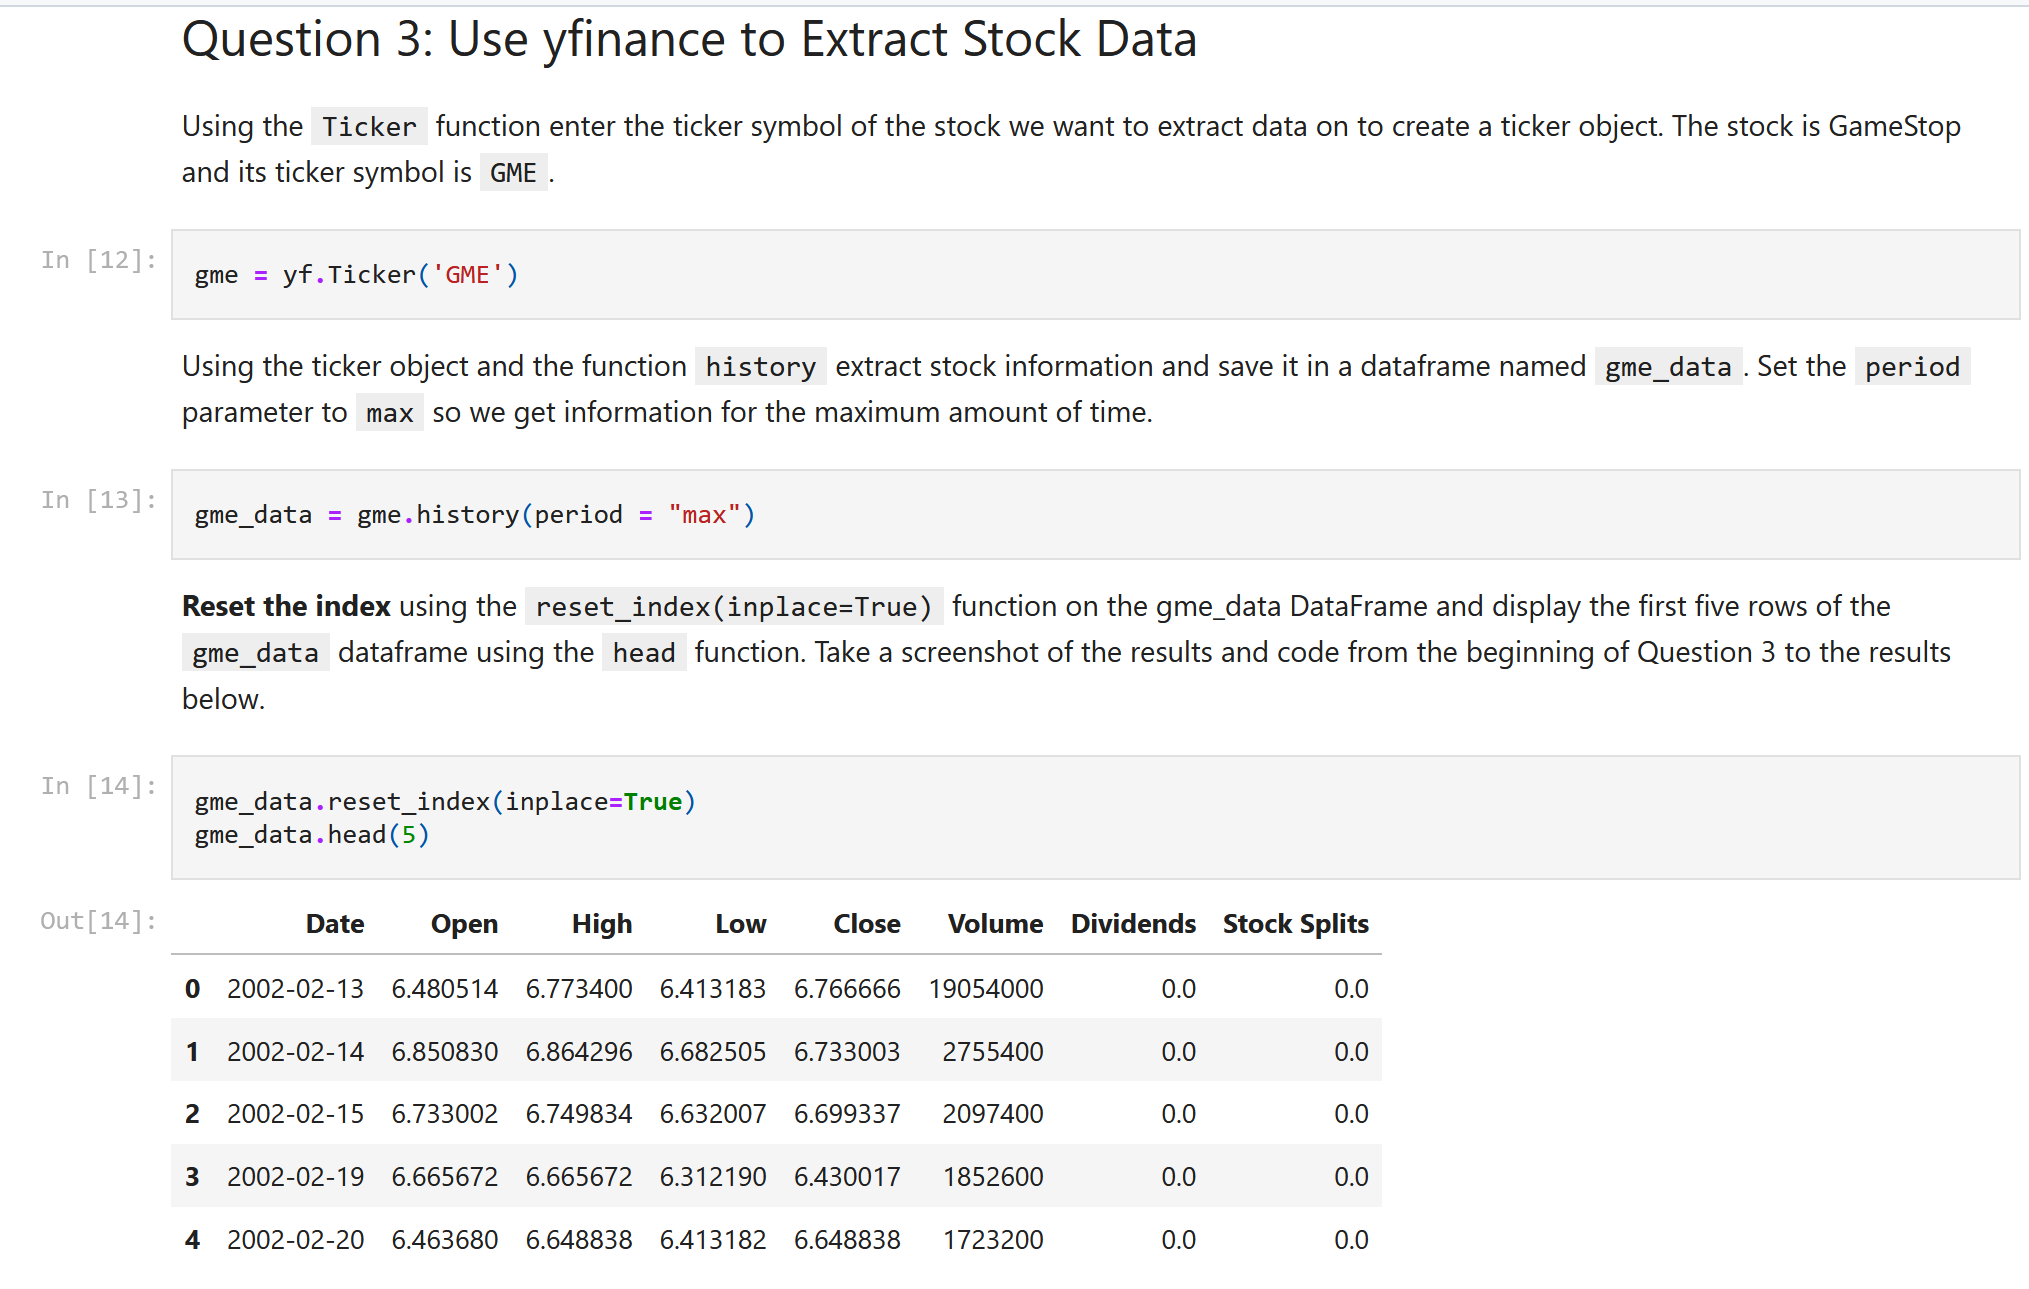 Question 3: Use yfinance to Extract Stock Data
Using the Ticker function enter the ticker symbol of the stock we want to extract data on to create a ticker object. The stock is GameStop
and its ticker symbol is GME .
In [12]:
gme = yf.Ticker('GME')
Using the ticker object and the function history extract stock information and save it in a dataframe named gme_data . Set the period
parameter to max so we get information for the maximum amount of time.
In [13]:
gme_data = gme.history(period = "max")
Reset the index using the reset_index(inplace=True) function on the gme_data DataFrame and display the first five rows of the
gme_data dataframe using the head function. Take a screenshot of the results and code from the beginning of Question 3 to the results
below.
In [14]:
gme_data.reset_index(inplace=True)
gme_data.head(5)
Out[14]:
Date Open High Low Close Volume Dividends Stock Splits
0 2002-02-13 6.480514 6.773400 6.413183 6.766666 19054000 0.0 0.0
1 2002-02-14 6.850830 6.864296 6.682505 6.733003 2755400 0.0 0.0
2 2002-02-15 6.733002 6.749834 6.632007 6.699337 2097400 0.0 0.0
3 2002-02-19 6.665672 6.665672 6.312190 6.430017 1852600 0.0 0.0
4 2002-02-20 6.463680 6.648838 6.413182 6.648838 1723200 0.0 0.0